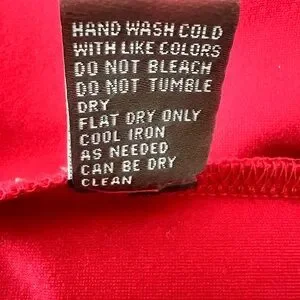 HAND WASH COLD
WITH LIKE COLORS
DO NOT BLEACH
DO NOT TUMBLE
DRY
FLAT DRY ONLY
COOL IRON
AS NEEDED
CAN BE DRY
CLEAN